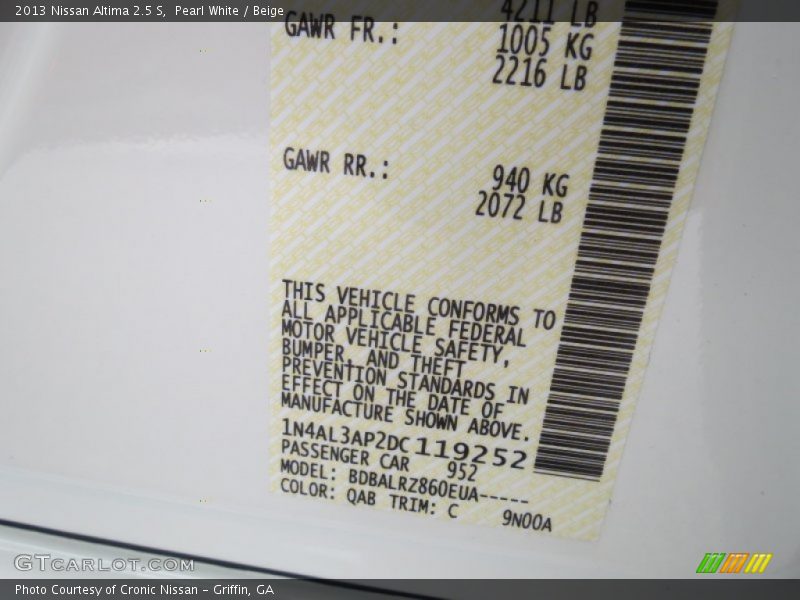 2013 Nissan Altima 2.5 S, Pearl White / Beige
4211 LB
GAWR FR.: 1005 KG
2216 LB
GAWR RR.: 940 KG
2072 LB
THIS VEHICLE CONFORMS TO
ALL APPLICABLE FEDERAL
MOTOR VEHICLE SAFETY,
BUMPER, AND THEFT
PREVENTION STANDARDS IN
EFFECT ON THE DATE OF
MANUFACTURE SHOWN ABOVE.
1N4AL3AP2DC119252
PASSENGER CAR 952
MODEL: BDBALRZ860EUA-----
COLOR: QAB TRIM: C 9N00A
GTCARLOT.COM
Photo Courtesy of Cronic Nissan – Griffin, GA